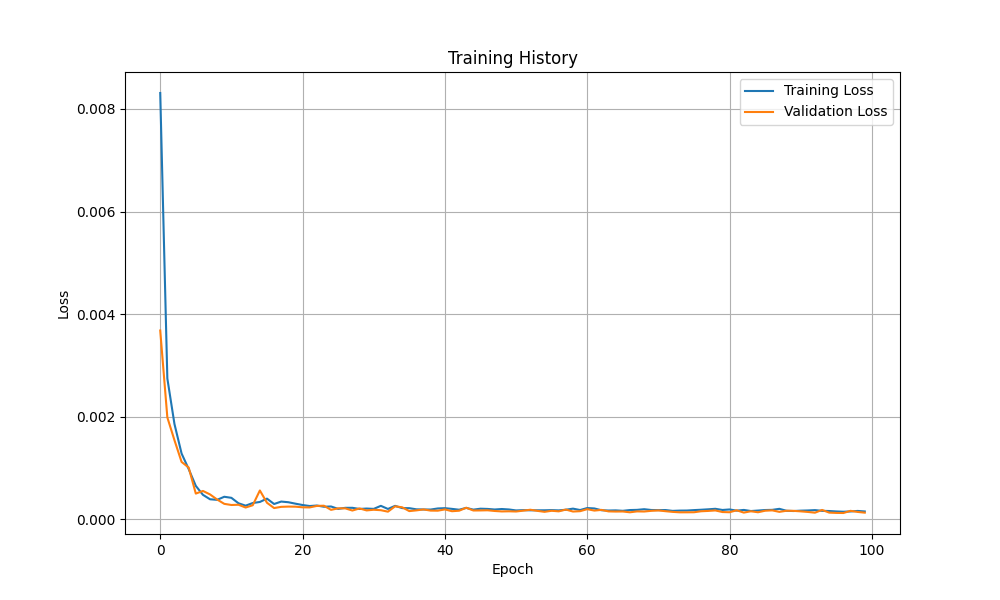 Training History
Training Loss
Validation Loss
0.008
0.006
0.004
0.002
0.000
Loss
0 20 40 60 80 100
Epoch